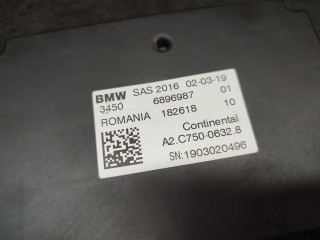 BMW SAS 2016 02-03-19
3450 6896987 01
ROMANIA 182618 10
Continental
A2.C750-0632.8
SN:1903020496